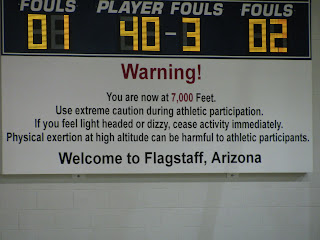 FOULS PLAYER FOULS FOULS
01 40-3 02
Warning!
You are now at 7,000 Feet.
Use extreme caution during athletic participation.
If you feel light headed or dizzy, cease activity immediately.
Physical exertion at high altitude can be harmful to athletic participants.
Welcome to Flagstaff, Arizona